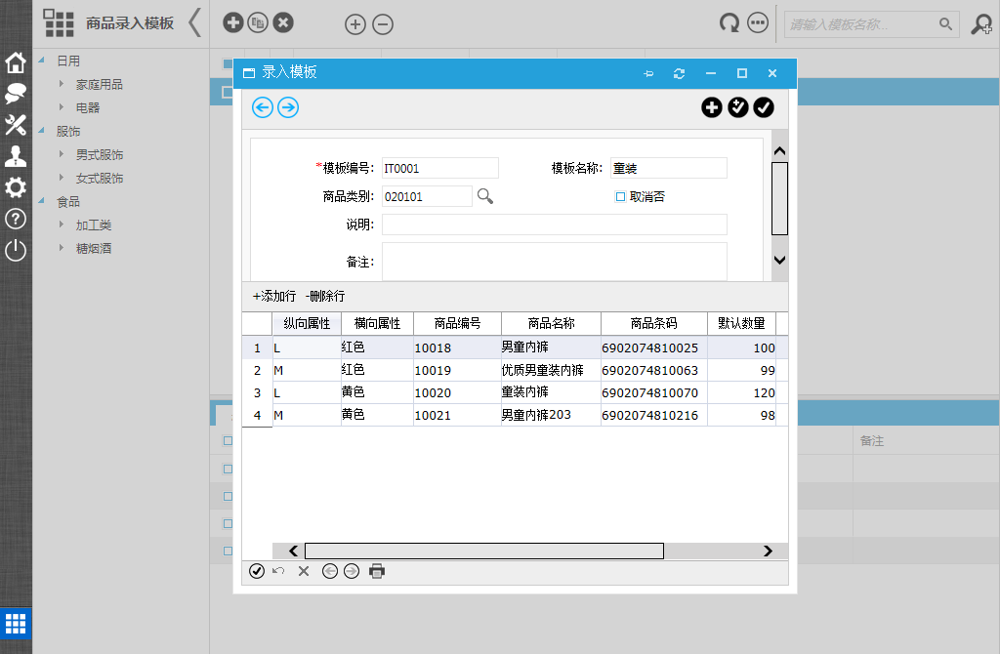 商品录入模板
请输入模板名称...
日用
家庭用品
电器
服饰
男式服饰
女式服饰
食品
加工类
糖烟酒
录入模板
*模板编号: IT0001 模板名称: 童装
商品类别: 020101 取消否
说明:
备注:
+添加行 -删除行
纵向属性 横向属性 商品编号 商品名称 商品条码 默认数量
1 L 红色 10018 男童内裤 6902074810025 100
2 M 红色 10019 优质男童装内裤 6902074810063 99
3 L 黄色 10020 童装内裤 6902074810070 120
4 M 黄色 10021 男童内裤203 6902074810216 98
备注